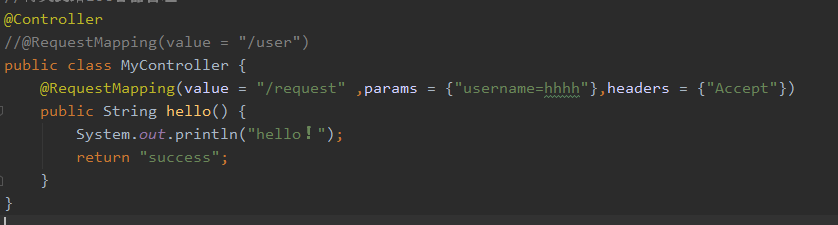 @Controller
//@RequestMapping(value = "/user")
public class MyController {
    @RequestMapping(value = "/request" ,params = {"username=hhhh"},headers = {"Accept"})
    public String hello() {
        System.out.println("hello！");
        return "success";
    }
}